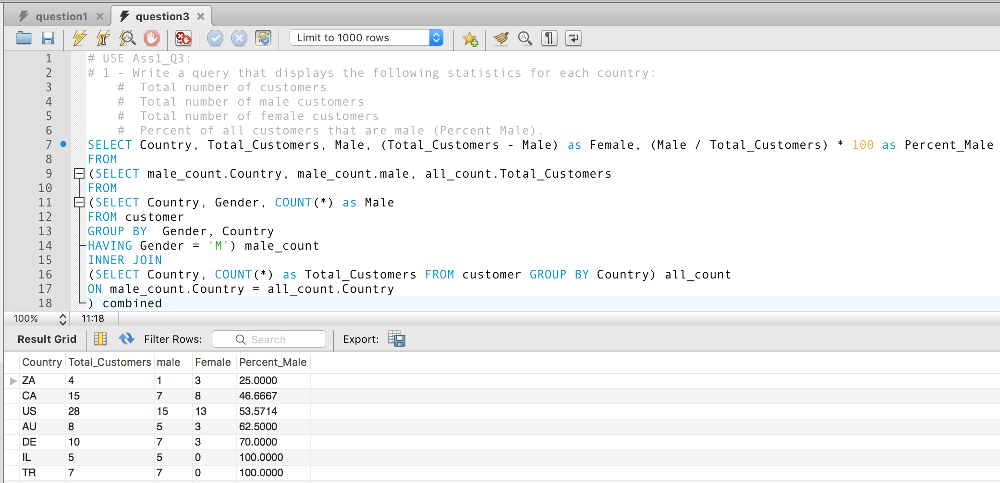 question1 question3
Limit to 1000 rows
1 # USE Ass1_Q3;
2 # 1 - Write a query that displays the following statistics for each country:
3 # Total number of customers
4 # Total number of male customers
5 # Total number of female customers
6 # Percent of all customers that are male (Percent Male).
7 SELECT Country, Total_Customers, Male, (Total_Customers - Male) as Female, (Male / Total_Customers) * 100 as Percent_Male
8 FROM
9 (SELECT male_count.Country, male_count.male, all_count.Total_Customers
10 FROM
11 (SELECT Country, Gender, COUNT(*) as Male
12 FROM customer
13 GROUP BY  Gender, Country
14 HAVING Gender = 'M') male_count
15 INNER JOIN
16 (SELECT Country, COUNT(*) as Total_Customers FROM customer GROUP BY Country) all_count
17 ON male_count.Country = all_count.Country
18 ) combined
100% 11:18
Result Grid Filter Rows: Search Export:
Country Total_Customers male Female Percent_Male
ZA 4 1 3 25.0000
CA 15 7 8 46.6667
US 28 15 13 53.5714
AU 8 5 3 62.5000
DE 10 7 3 70.0000
IL 5 5 0 100.0000
TR 7 7 0 100.0000